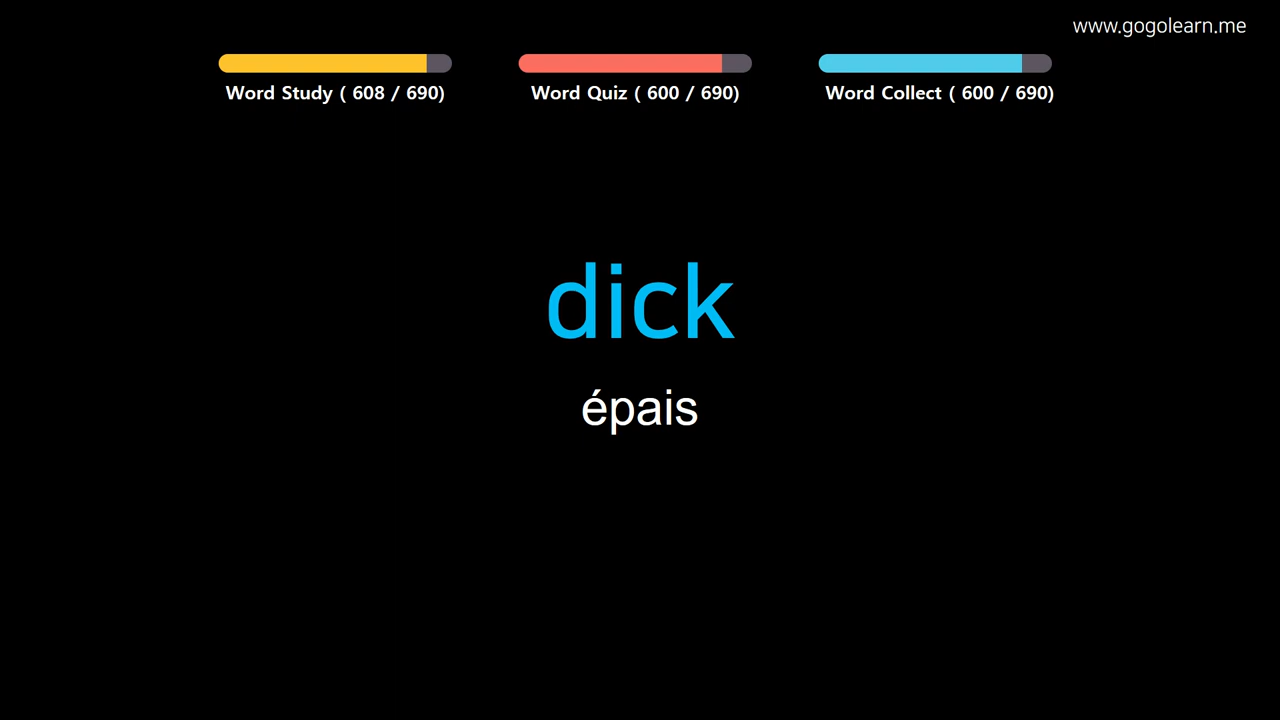 www.gogolearn.me
Word Study ( 608 / 690)
Word Quiz ( 600 / 690)
Word Collect ( 600 / 690)
dick
épais